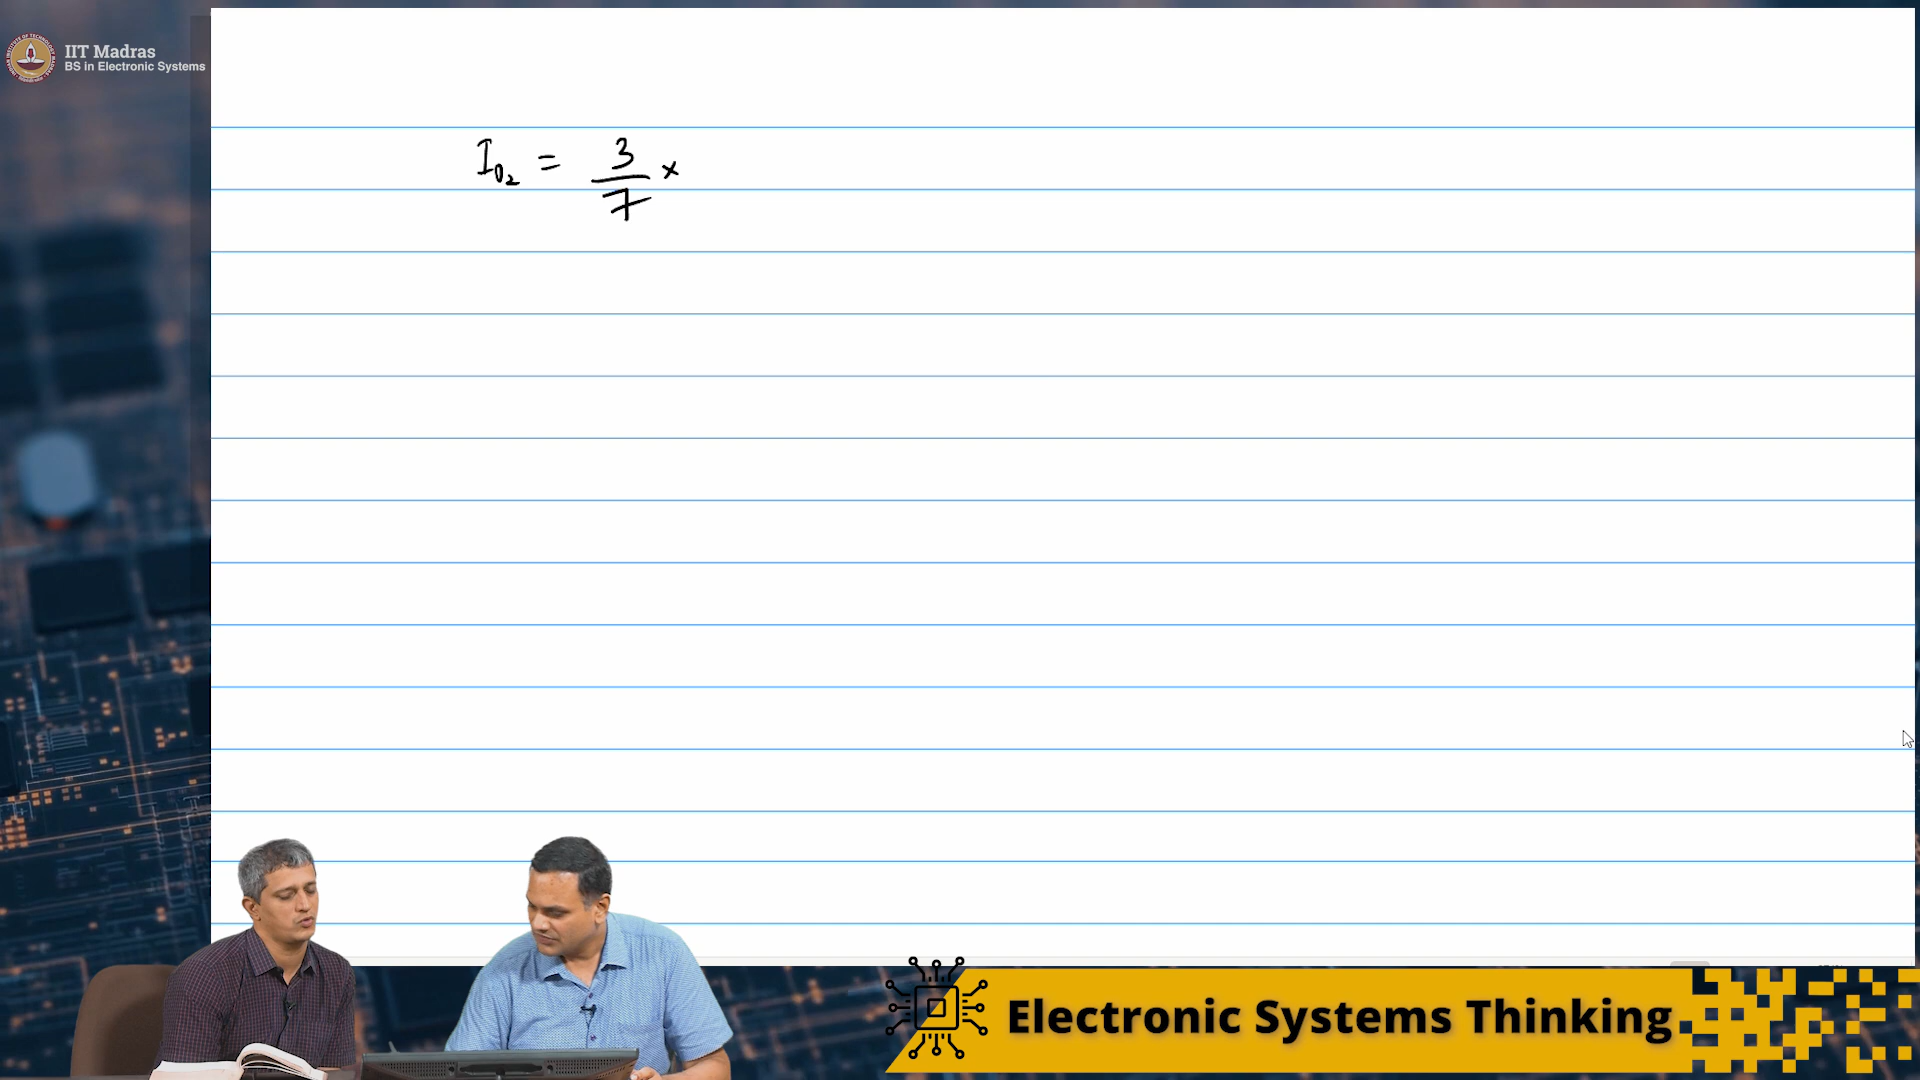 IIT Madras
BS in Electronic Systems
I₀₂ = 3/7 ×
Electronic Systems Thinking